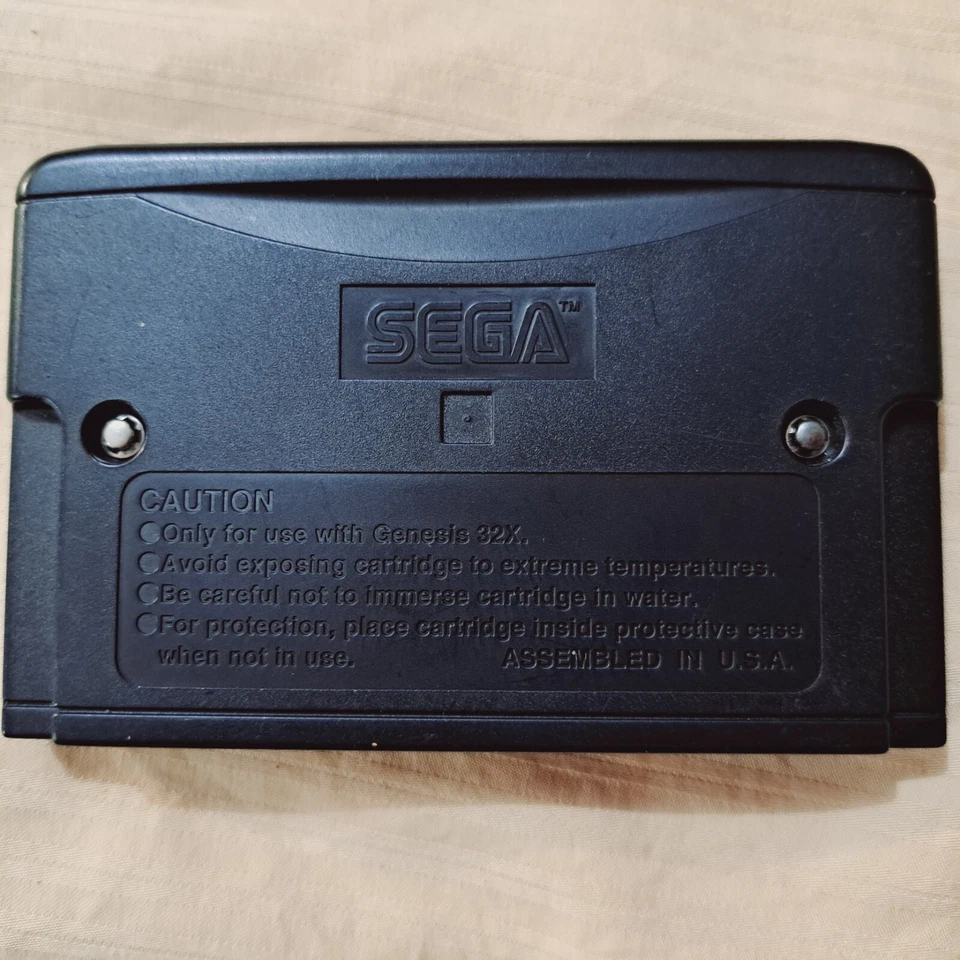 SEGA™
CAUTION
○Only for use with Genesis 32X.
○Avoid exposing cartridge to extreme temperatures.
○Be careful not to immerse cartridge in water.
○For protection, place cartridge inside protective case
when not in use. ASSEMBLED IN U.S.A.